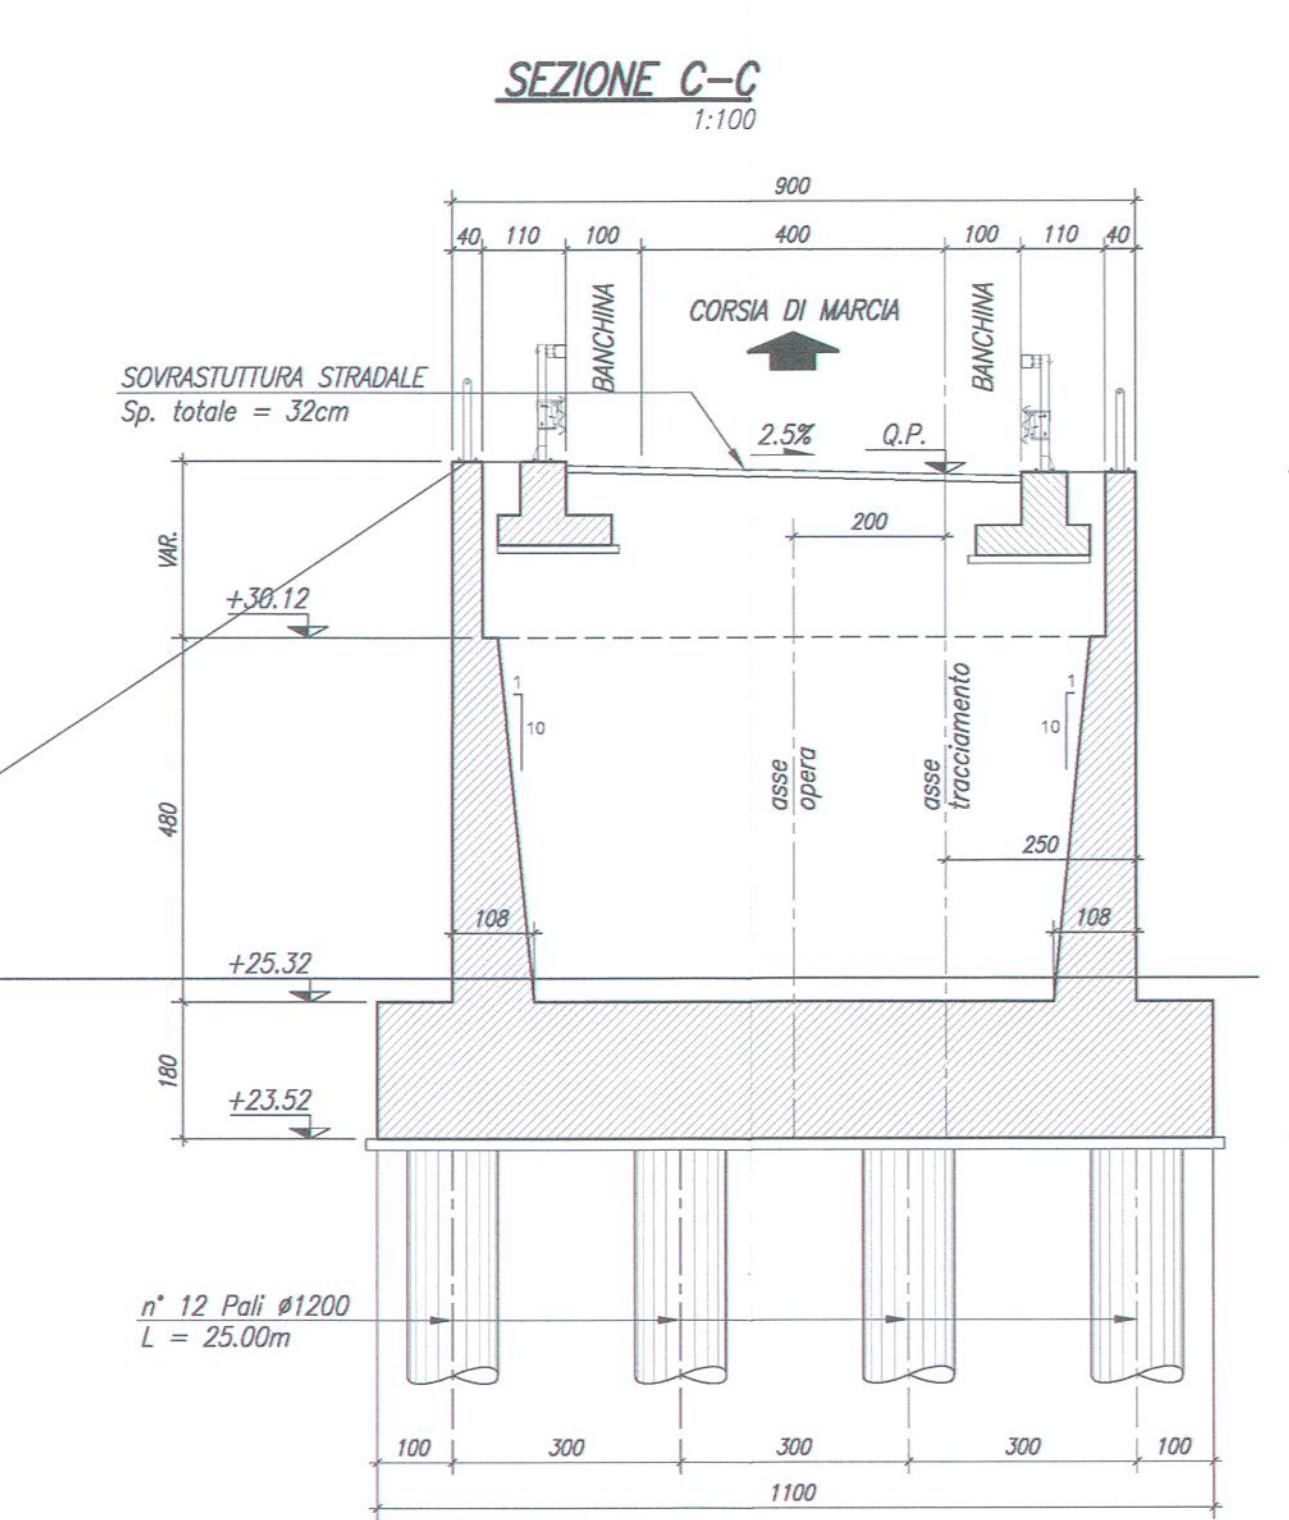 SEZIONE C-C
1:100
900
40 110 100 400 100 110 40
BANCHINA
CORSIA DI MARCIA
BANCHINA
SOVRASTUTTURA STRADALE
Sp. totale = 32cm
2.5%
Q.P.
200
VAR.
+30.12
1
10
1
10
asse
opera
asse
tracciamento
480
250
108
108
+25.32
180
+23.52
n° 12 Pali ø1200
L = 25.00m
100 300 300 300 100
1100